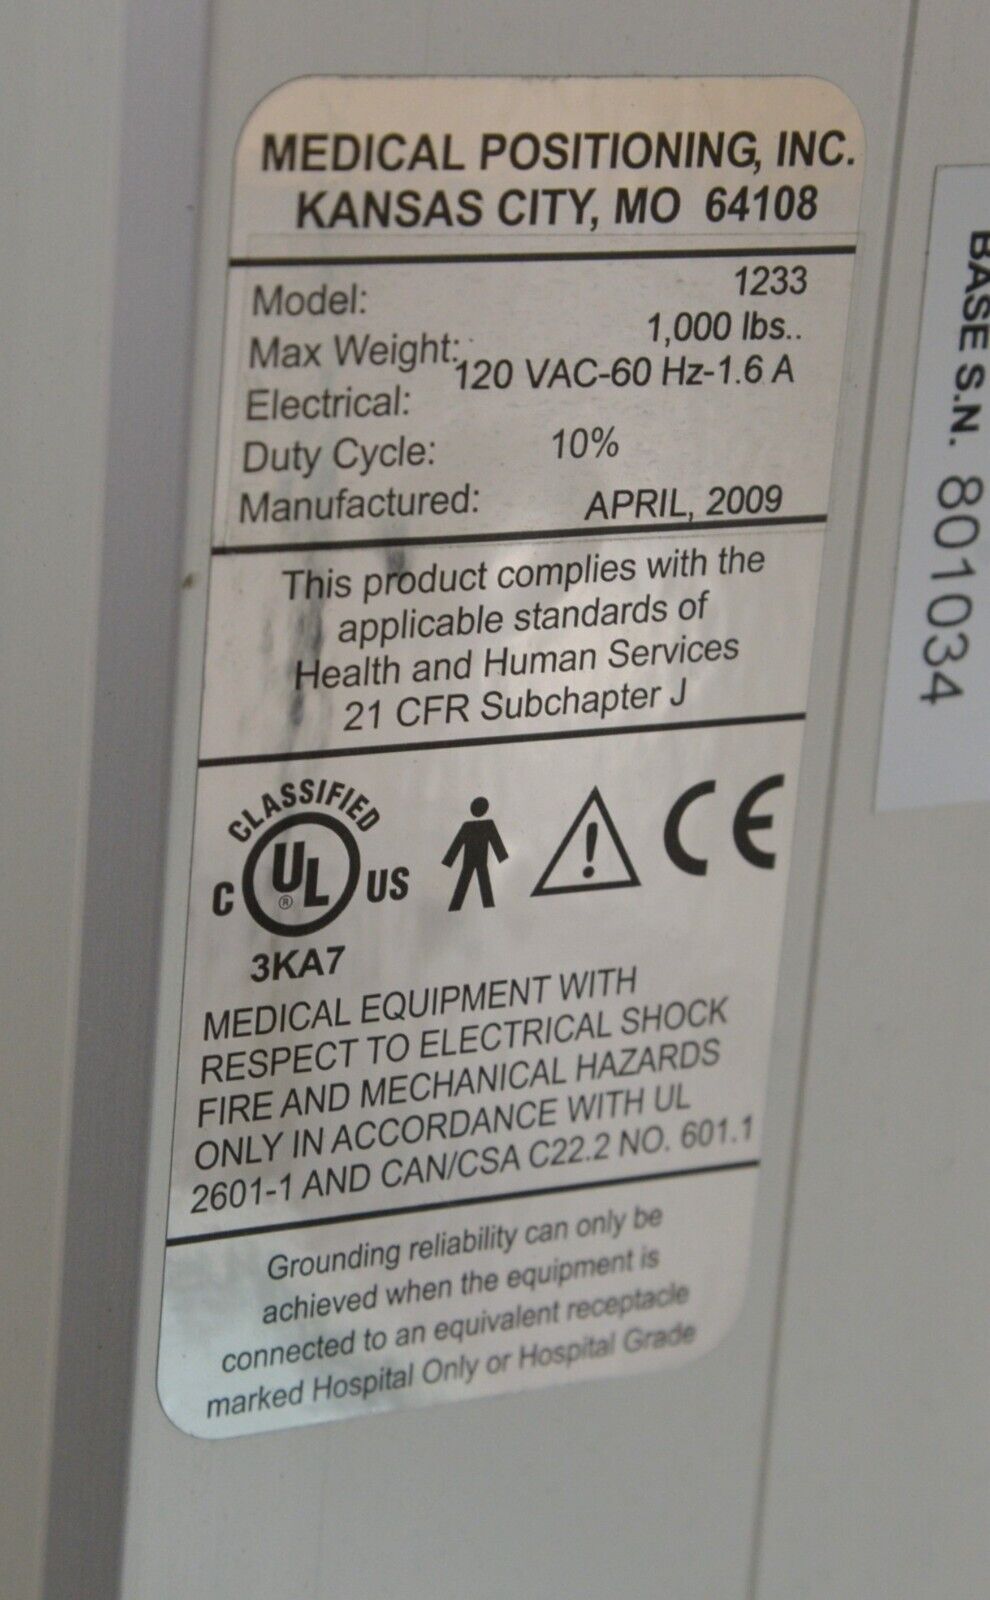 MEDICAL POSITIONING, INC.
KANSAS CITY, MO 64108
Model: 1233
Max Weight: 1,000 lbs..
Electrical: 120 VAC-60 Hz-1.6 A
Duty Cycle: 10%
Manufactured: APRIL, 2009
This product complies with the
applicable standards of
Health and Human Services
21 CFR Subchapter J
CLASSIFIED
C UL ® US
3KA7
CE
MEDICAL EQUIPMENT WITH
RESPECT TO ELECTRICAL SHOCK
FIRE AND MECHANICAL HAZARDS
ONLY IN ACCORDANCE WITH UL
2601-1 AND CAN/CSA C22.2 NO. 601.1
Grounding reliability can only be
achieved when the equipment is
connected to an equivalent receptacle
marked Hospital Only or Hospital Grade
BASE S.N. 801034